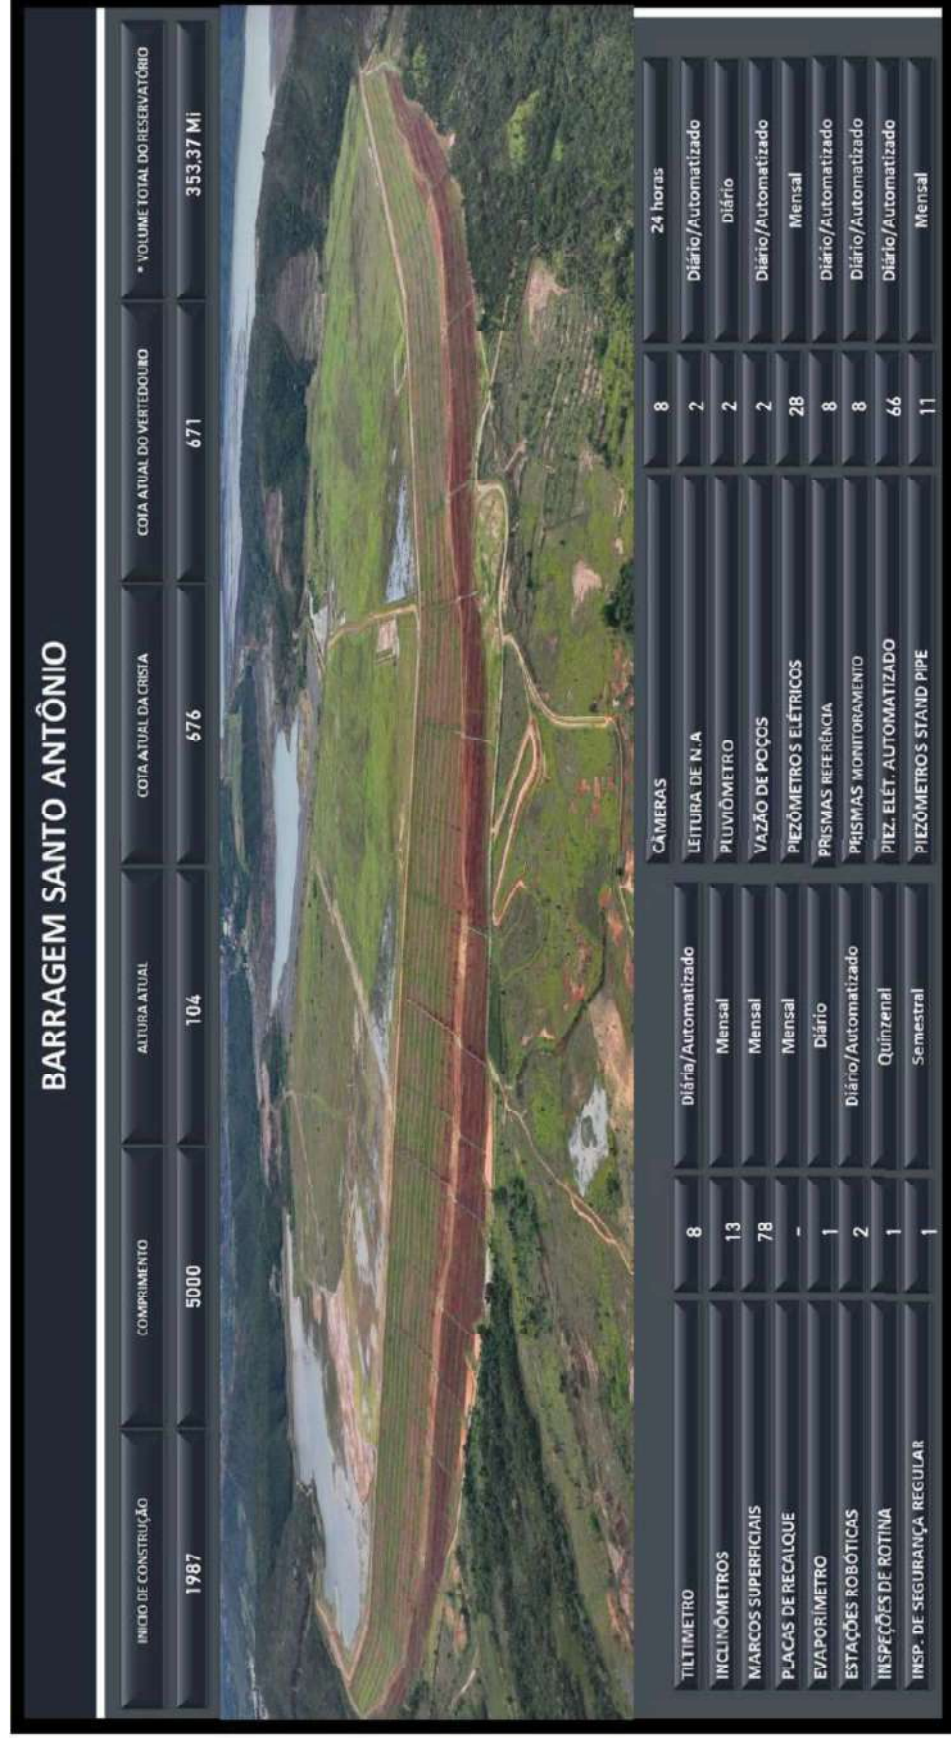 BARRAGEM SANTO ANTÔNIO
INICIO DE CONSTRUÇÃO COMPRIMENTO ALTURA ATUAL COTA ATUAL DA CRISTA COTA ATUAL DO VERTEDOURO * VOLUME TOTAL DO RESERVATÓRIO
1987 5000 104 676 671 353,37 Mi
TILTIMETRO 8 Diária/Automatizado
INCLINÔMETROS 13 Mensal
MARCOS SUPERFICIAIS 78 Mensal
PLACAS DE RECALQUE - Mensal
EVAPORÍMETRO 1 Diário
ESTAÇÕES ROBÓTICAS 2 Diário/Automatizado
INSPEÇÕES DE ROTINA 1 Quinzenal
INSP. DE SEGURANÇA REGULAR 1 Semestral
CÂMERAS 8 24 horas
LEITURA DE N.A 2 Diário/Automatizado
PLUVIÔMETRO 2 Diário
VAZÃO DE POÇOS 2 Diário/Automatizado
PIEZÔMETROS ELÉTRICOS 28 Mensal
PRISMAS REFERÊNCIA 8 Diário/Automatizado
PRISMAS MONITORAMENTO 8 Diário/Automatizado
PIEZ. ELÉT. AUTOMATIZADO 66 Diário/Automatizado
PIEZÔMETROS STAND PIPE 11 Mensal